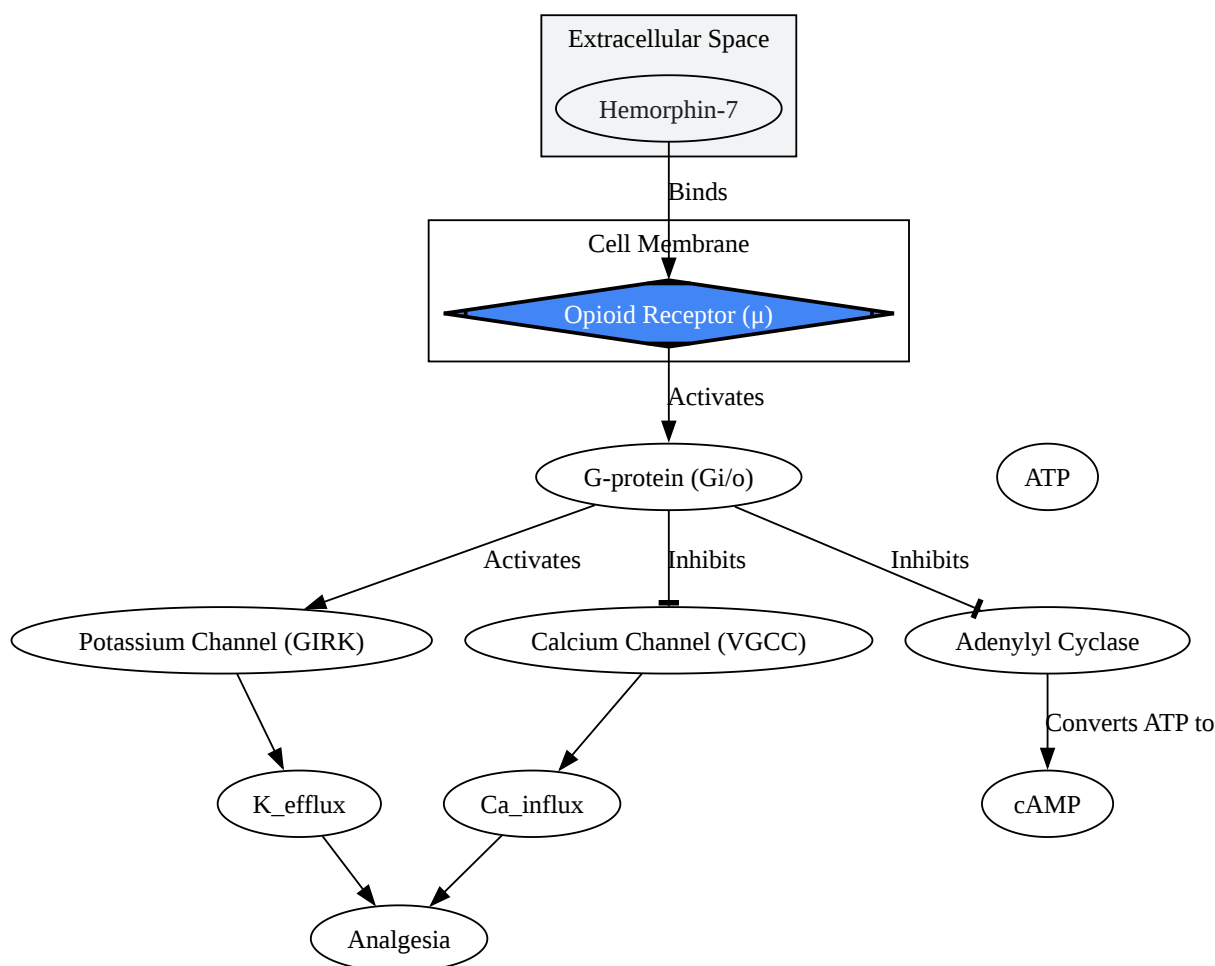 Extracellular Space
Hemorphin-7
Binds
Cell Membrane
Opioid Receptor (μ)
Activates
G-protein (Gi/o)
ATP
Activates
Inhibits
Inhibits
Potassium Channel (GIRK)
Calcium Channel (VGCC)
Adenylyl Cyclase
Converts ATP to
K_efflux
Ca_influx
cAMP
Analgesia